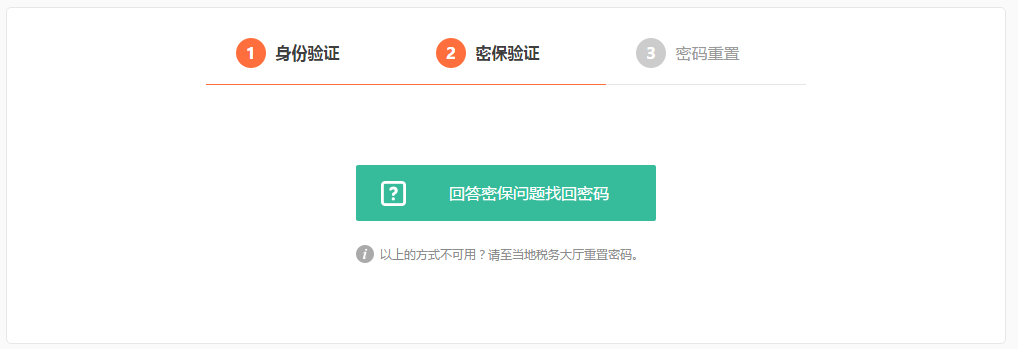 1 身份验证 2 密保验证 3 密码重置
回答密保问题找回密码
以上的方式不可用？请至当地税务大厅重置密码。